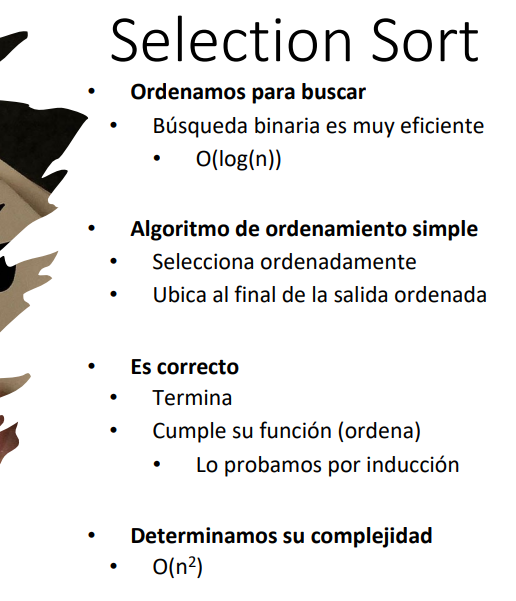 Selection Sort
• Ordenamos para buscar
• Búsqueda binaria es muy eficiente
• O(log(n))
• Algoritmo de ordenamiento simple
• Selecciona ordenadamente
• Ubica al final de la salida ordenada
• Es correcto
• Termina
• Cumple su función (ordena)
• Lo probamos por inducción
• Determinamos su complejidad
• O(n²)